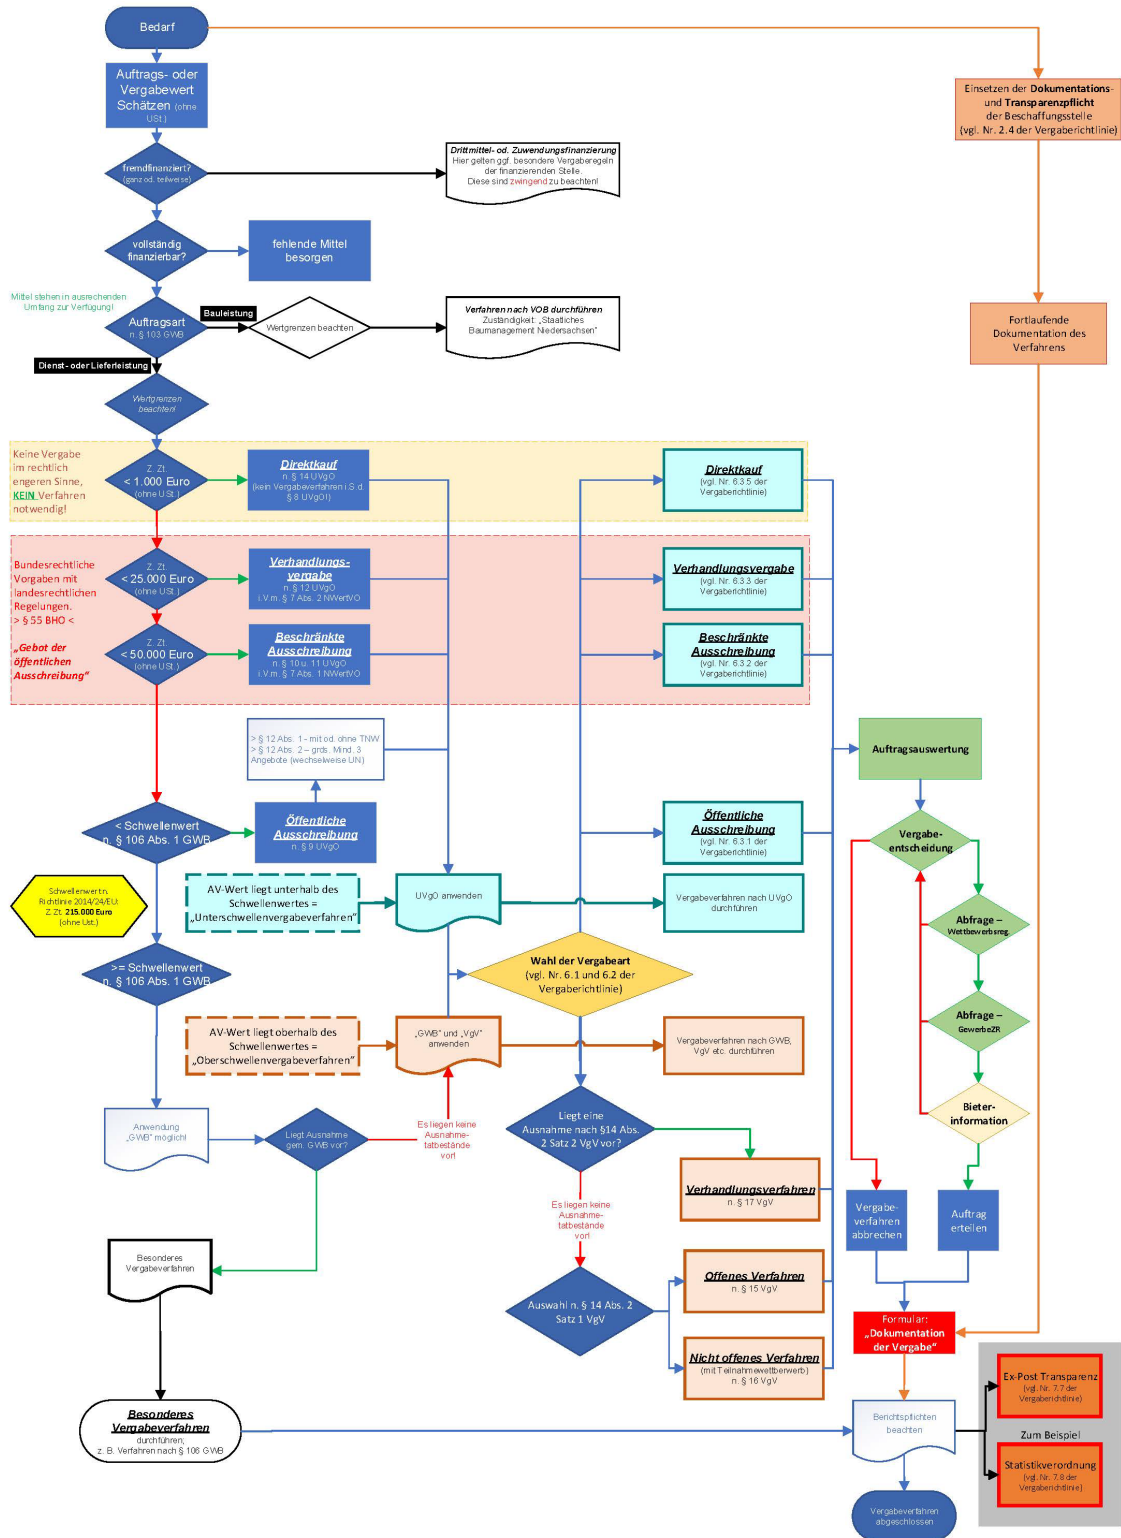 Bedarf
Auftrags- oder
Vergabewert
Schätzen (ohne
USt.)
Einsetzen der Dokumentations-
und Transparenzpflicht
der Beschaffungsstelle
(vgl. Nr. 2.4 der Vergaberichtlinie)
fremdfinanziert?
(ganz od. teilweise)
Drittmittel- od. Zuwendungsfinanzierung
Hier gelten ggf. besondere Vergaberegeln
der finanzierenden Stelle.
Diese sind zwingend zu beachten!
vollständig
finanzierbar?
fehlende Mittel
besorgen
Mittel stehen in ausrechenden
Umfang zur Verfügung!
Auftragsart
n. § 103 GWB
Bauleistung
Wertgrenzen beachten
Verfahren nach VOB durchführen
Zuständigkeit: „Staatliches
Baumanagement Niedersachsen"
Fortlaufende
Dokumentation des
Verfahrens
Dienst- oder Lieferleistung
Wertgrenzen
beachten!
Keine Vergabe
im rechtlich
engeren Sinne,
KEIN Verfahren
notwendig!
Z. Zt.
< 1.000 Euro
(ohne USt.)
Direktkauf
n. § 14 UVgO
(kein Vergabeverfahren i.S.d.
§ 8 UVgO!)
Direktkauf
(vgl. Nr. 6.3.5 der
Vergaberichtlinie)
Bundesrechtliche
Vorgaben mit
landesrechtlichen
Regelungen.
> § 55 BHO <
„Gebot der
öffentlichen
Ausschreibung"
Z. Zt.
< 25.000 Euro
(ohne USt.)
Verhandlungs-
vergabe
n. § 12 UVgO
i.V.m. § 7 Abs. 2 NWertVO
Verhandlungsvergabe
(vgl. Nr. 6.3.3 der
Vergaberichtlinie)
Z. Zt.
< 50.000 Euro
(ohne USt.)
Beschränkte
Ausschreibung
n. § 10 u. 11 UVgO
i.V.m. § 7 Abs. 1 NWertVO
Beschränkte
Ausschreibung
(vgl. Nr. 6.3.2 der
Vergaberichtlinie)
> § 12 Abs. 1 - mit od. ohne TNW
> § 12 Abs. 2 – grds. Mind. 3
Angebote (wechselweise UN)
Auftragsauswertung
< Schwellenwert
n. § 106 Abs. 1 GWB
Öffentliche
Ausschreibung
n. § 9 UVgO
Öffentliche
Ausschreibung
(vgl. Nr. 6.3.1 der
Vergaberichtlinie)
Vergabe-
entscheidung
Schwellenwert n.
Richtlinie 2014/24/EU:
Z. Zt. 215.000 Euro
(ohne Ust.)
AV-Wert liegt unterhalb des
Schwellenwertes =
„Unterschwellenvergabeverfahren"
UVgO anwenden
Vergabeverfahren nach UVgO
durchführen
Abfrage –
Wettbewerbsreg.
>= Schwellenwert
n. § 106 Abs. 1 GWB
Wahl der Vergabeart
(vgl. Nr. 6.1 und 6.2 der
Vergaberichtlinie)
AV-Wert liegt oberhalb des
Schwellenwertes =
„Oberschwellenvergabeverfahren"
„GWB" und „VgV"
anwenden
Vergabeverfahren nach GWB,
VgV etc. durchführen
Abfrage –
GewerbeZR
Anwendung
„GWB" möglich!
Liegt Ausnahme
gem. GWB vor?
Es liegen keine
Ausnahme-
tatbestände
vor!
Liegt eine
Ausnahme nach §14 Abs.
2 Satz 2 VgV vor?
Bieter-
information
Verhandlungsverfahren
n. § 17 VgV
Es liegen keine
Ausnahme-
tatbestände
vor!
Vergabe-
verfahren
abbrechen
Auftrag
erteilen
Besonderes
Vergabeverfahren
Offenes Verfahren
n. § 15 VgV
Auswahl n. § 14 Abs. 2
Satz 1 VgV
Nicht offenes Verfahren
(mit Teilnahmewettberwerb)
n. § 16 VgV
Formular:
„Dokumentation
der Vergabe"
Ex-Post Transparenz
(vgl. Nr. 7.7 der
Vergaberichtlinie)
Besonderes
Vergabeverfahren
durchführen;
z. B. Verfahren nach § 106 GWB
Berichtspflichten
beachten
Zum Beispiel
Statistikverordnung
(vgl. Nr. 7.8 der
Vergaberichtlinie)
Vergabeverfahren
abgeschlossen